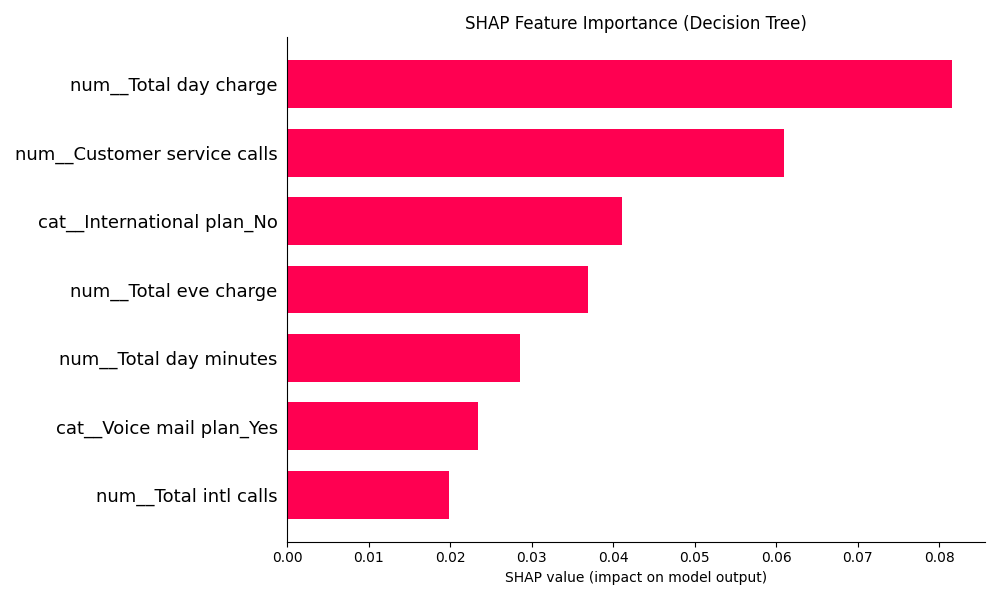 SHAP Feature Importance (Decision Tree)
num__Total day charge
num__Customer service calls
cat__International plan_No
num__Total eve charge
num__Total day minutes
cat__Voice mail plan_Yes
num__Total intl calls
0.00 0.01 0.02 0.03 0.04 0.05 0.06 0.07 0.08
SHAP value (impact on model output)